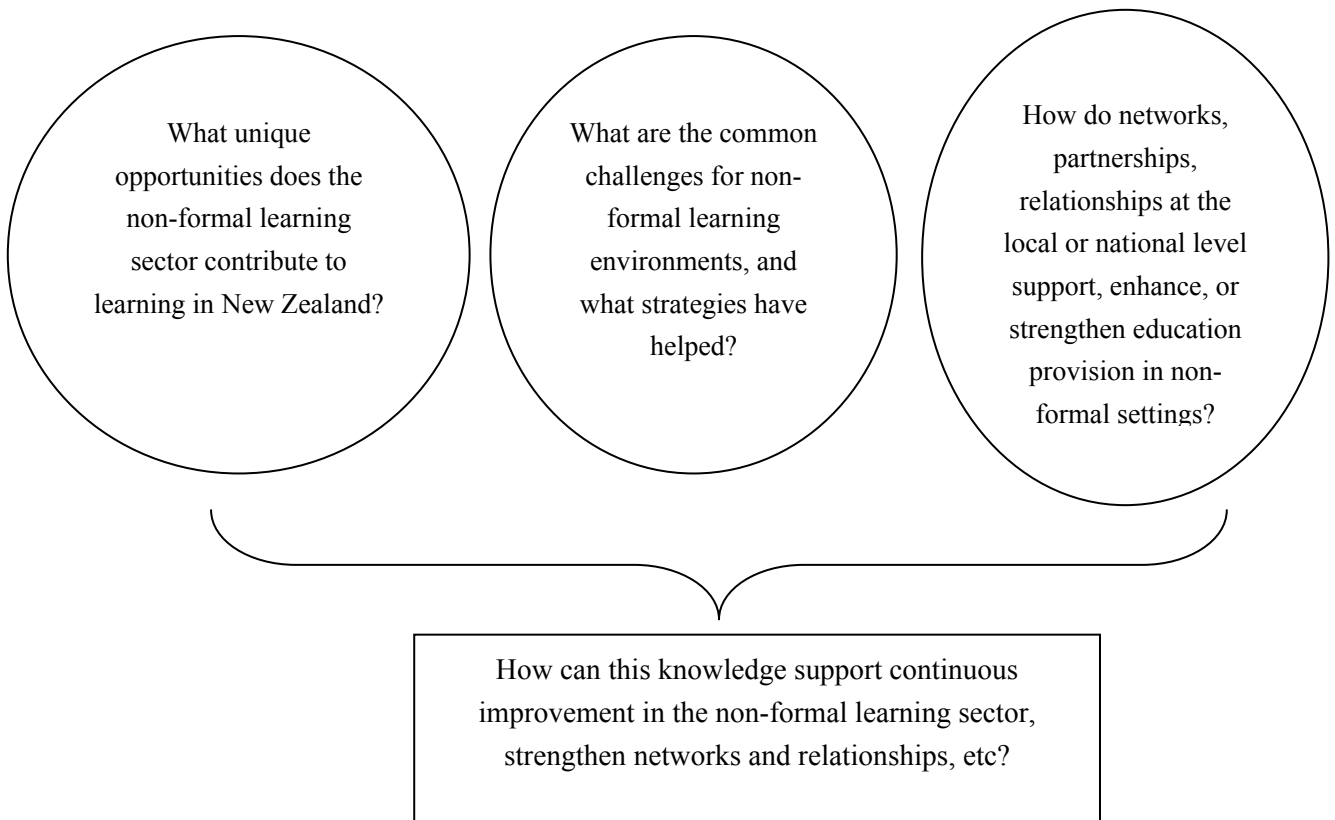 What unique
opportunities does the
non-formal learning
sector contribute to
learning in New Zealand?
What are the common
challenges for non-
formal learning
environments, and
what strategies have
helped?
How do networks,
partnerships,
relationships at the
local or national level
support, enhance, or
strengthen education
provision in non-
formal settings?
How can this knowledge support continuous
improvement in the non-formal learning sector,
strengthen networks and relationships, etc?